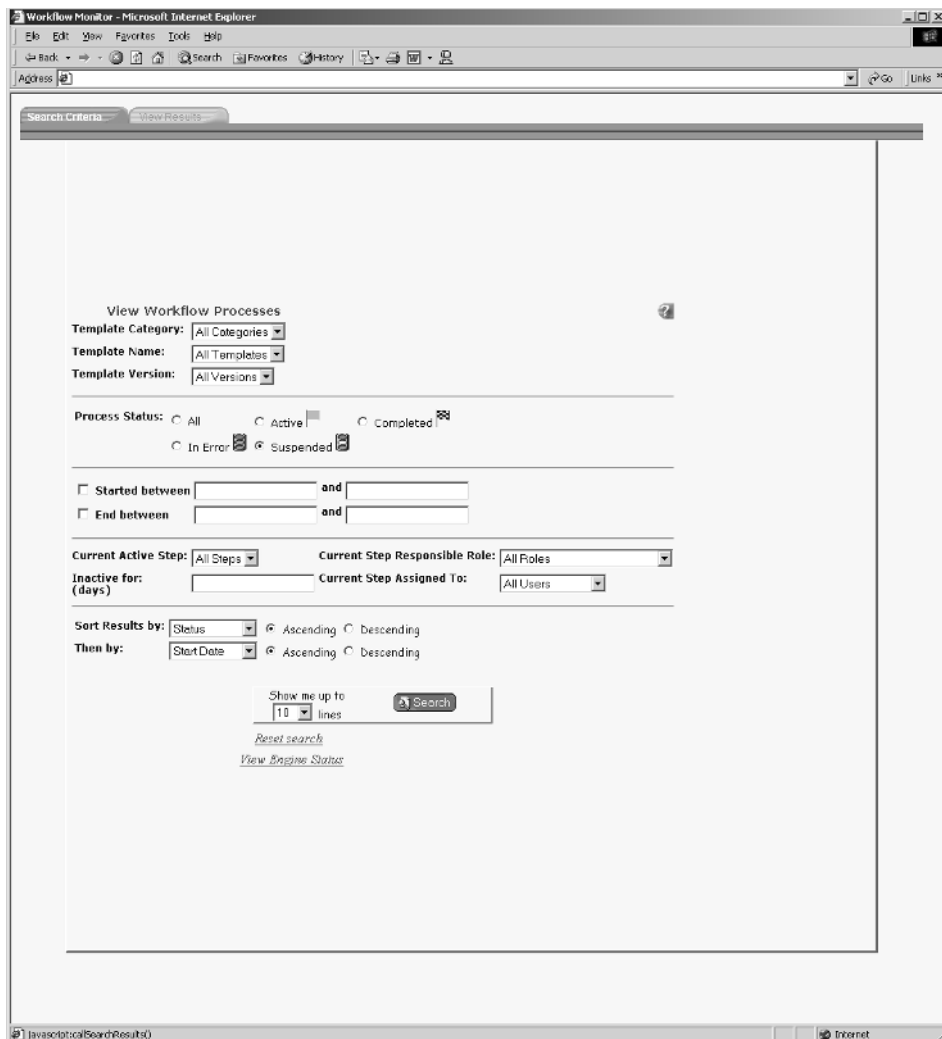 Workflow Monitor - Microsoft Internet Explorer
File Edit View Favorites Tools Help
Back Search Favorites History
Address Go Links »
Search Criteria View Results
View Workflow Processes
Template Category: All Categories
Template Name: All Templates
Template Version: All Versions
Process Status: All Active Completed
In Error Suspended
Started between and
End between and
Current Active Step: All Steps Current Step Responsible Role: All Roles
Inactive for: Current Step Assigned To: All Users
(days)
Sort Results by: Status Ascending Descending
Then by: Start Date Ascending Descending
Show me up to
10 lines Search
Reset search
View Engine Status
javascript:callSearchResults() Internet